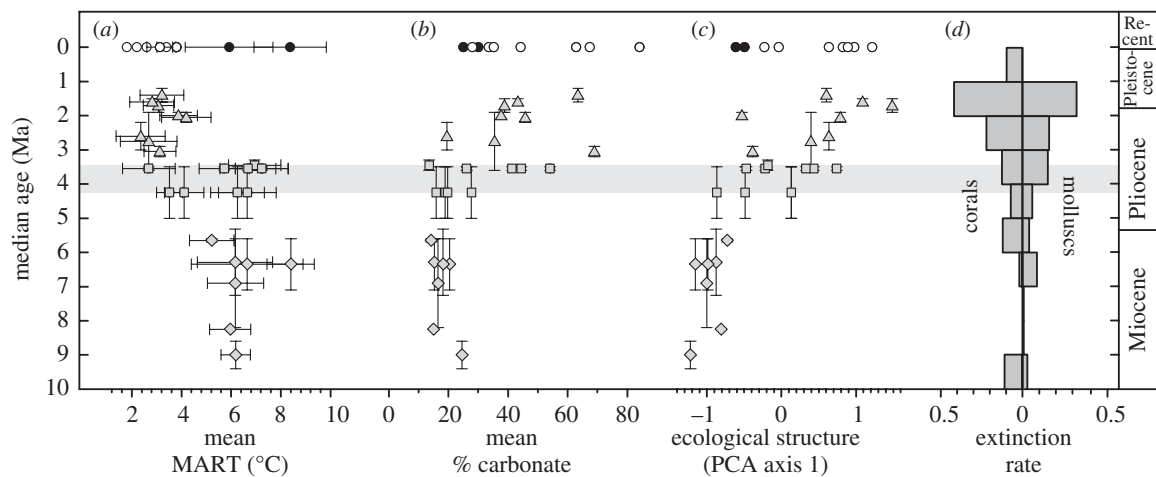 (a) (b) (c) (d)
Re-
cent
Pleisto-
cene
Pliocene
Miocene
median age (Ma)
0
1
2
3
4
5
6
7
8
9
10
corals
molluscs
2 4 6 8 10 0 20 40 60 80 −1 0 1 0.5 0 0.5
mean mean ecological structure extinction
MART (°C) % carbonate (PCA axis 1) rate